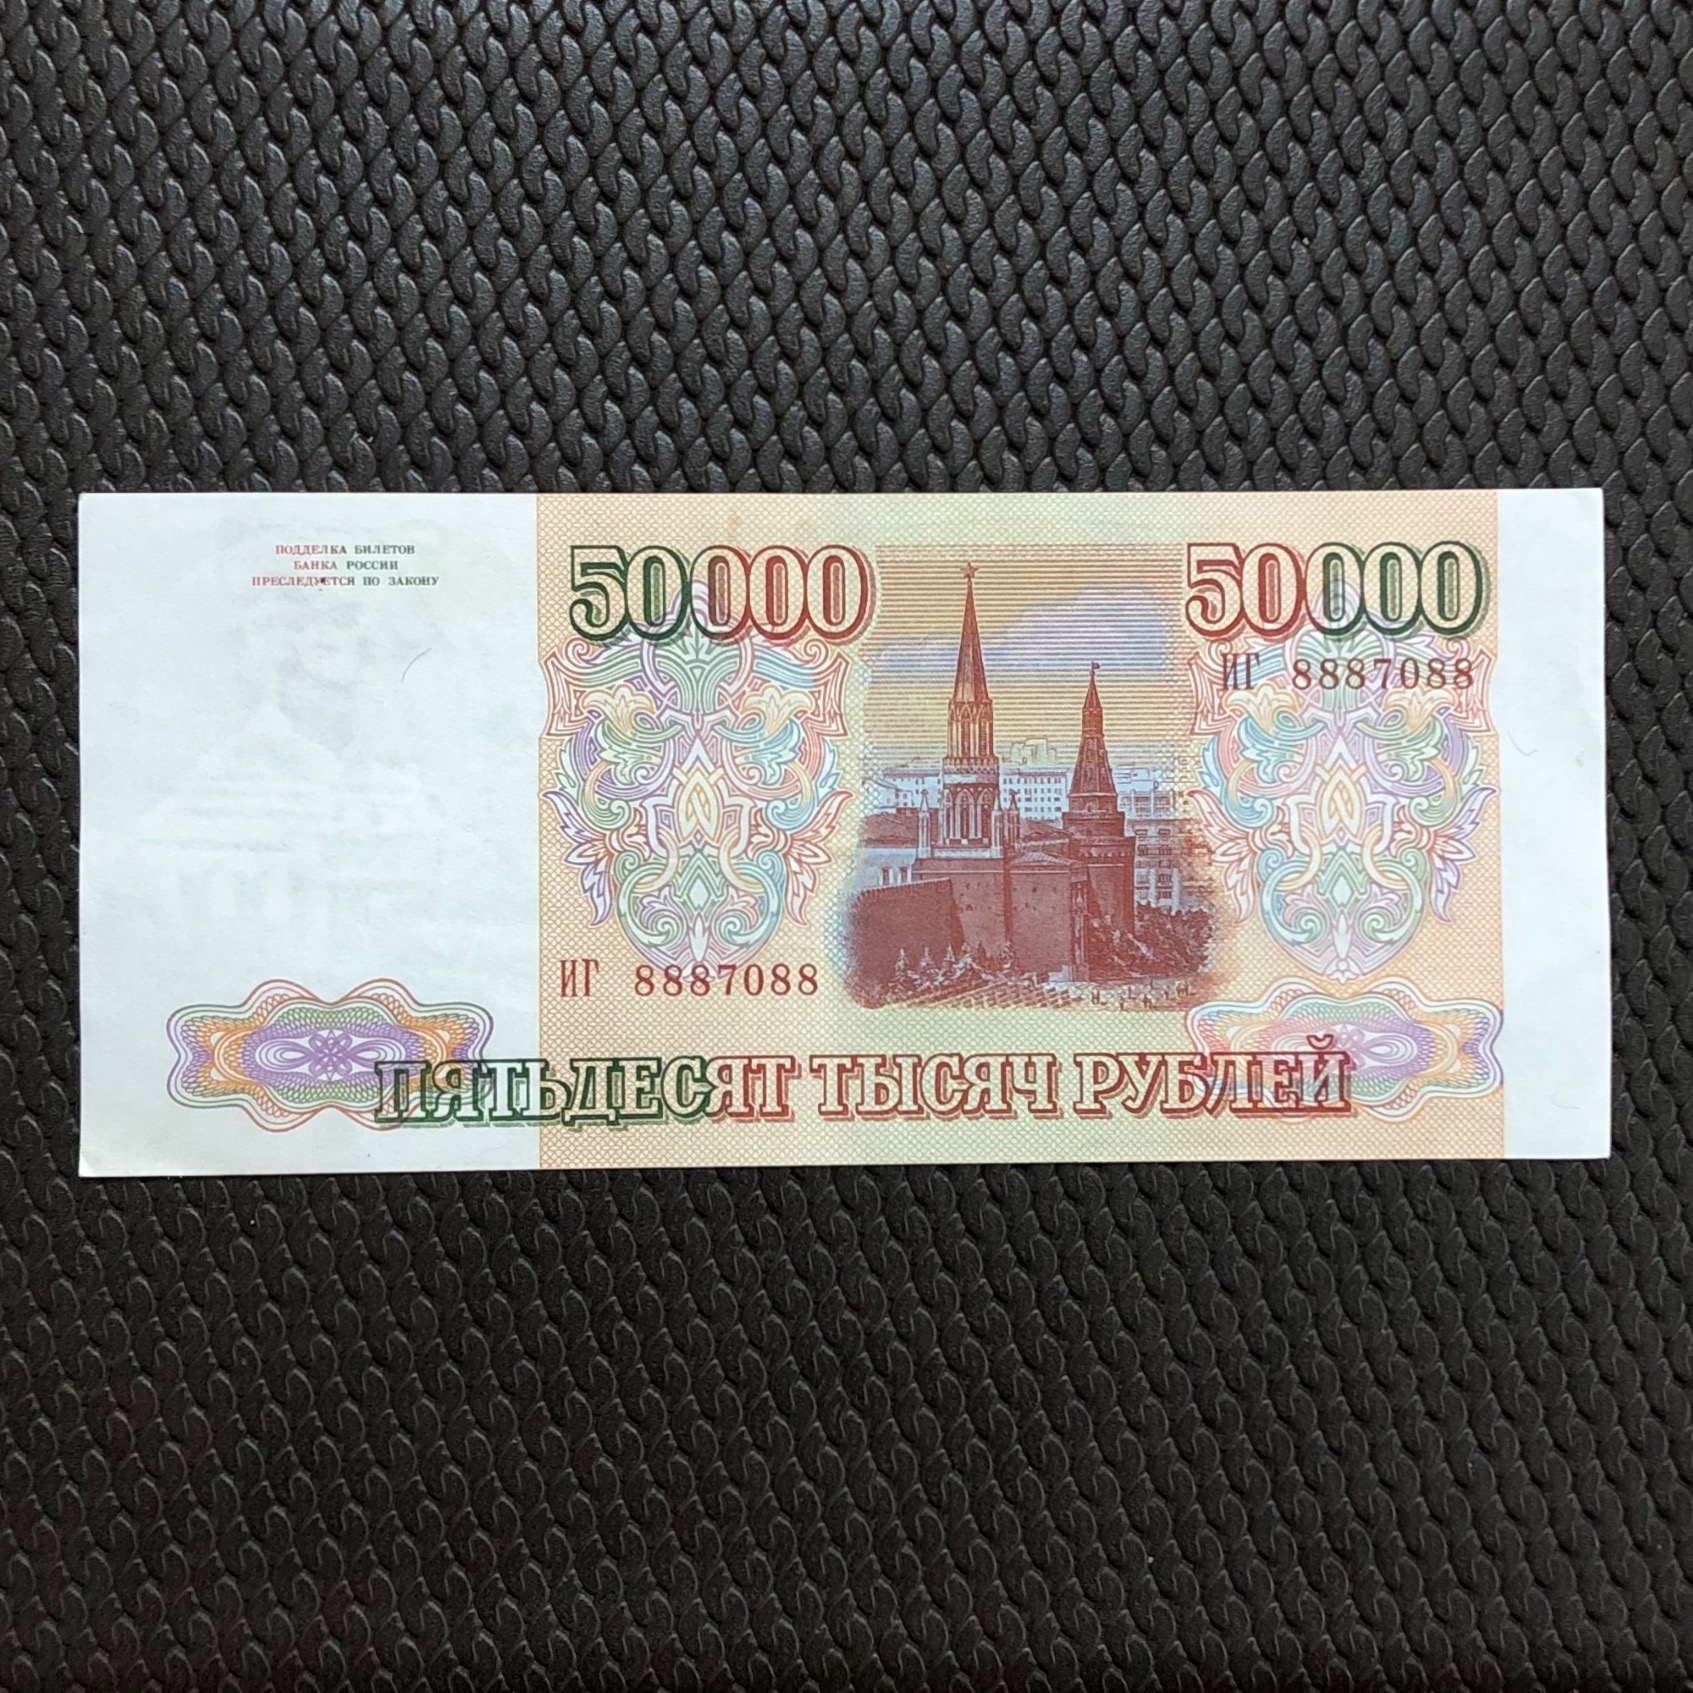 ПОДДЕЛКА БИЛЕТОВ
БАНКА РОССИИ
ПРЕСЛЕДУЕТСЯ ПО ЗАКОНУ
50000
50000
ИГ 8887088
ИГ 8887088
ПЯТЬДЕСЯТ ТЫСЯЧ РУБЛЕЙ